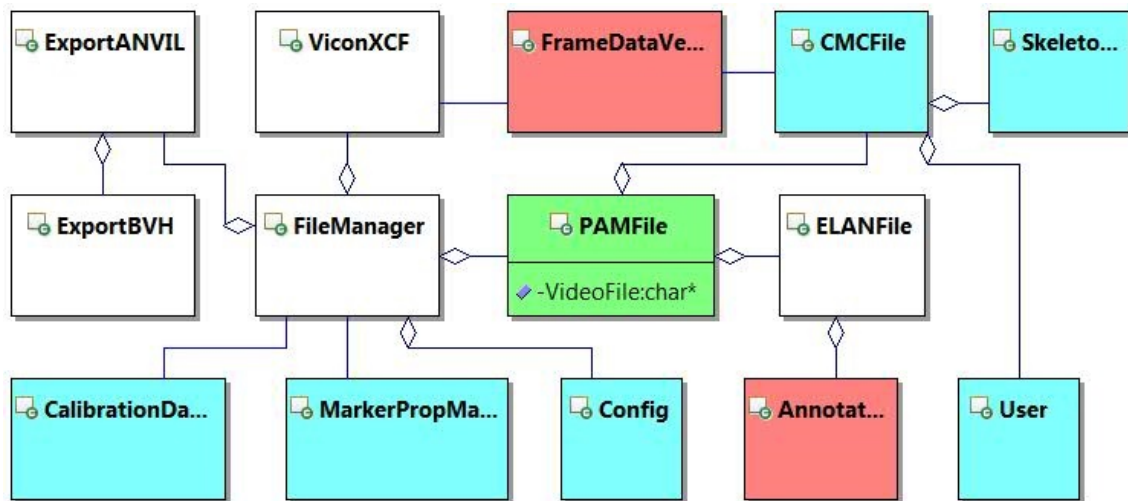 ExportANVIL
ViconXCF
FrameDataVe...
CMCFile
Skeleto...
ExportBVH
FileManager
PAMFile
-VideoFile:char*
ELANFile
CalibrationDa...
MarkerPropMa...
Config
Annotat...
User